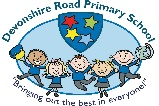 Devonshire Road Primary School
"Bringing out the best in everyone!"